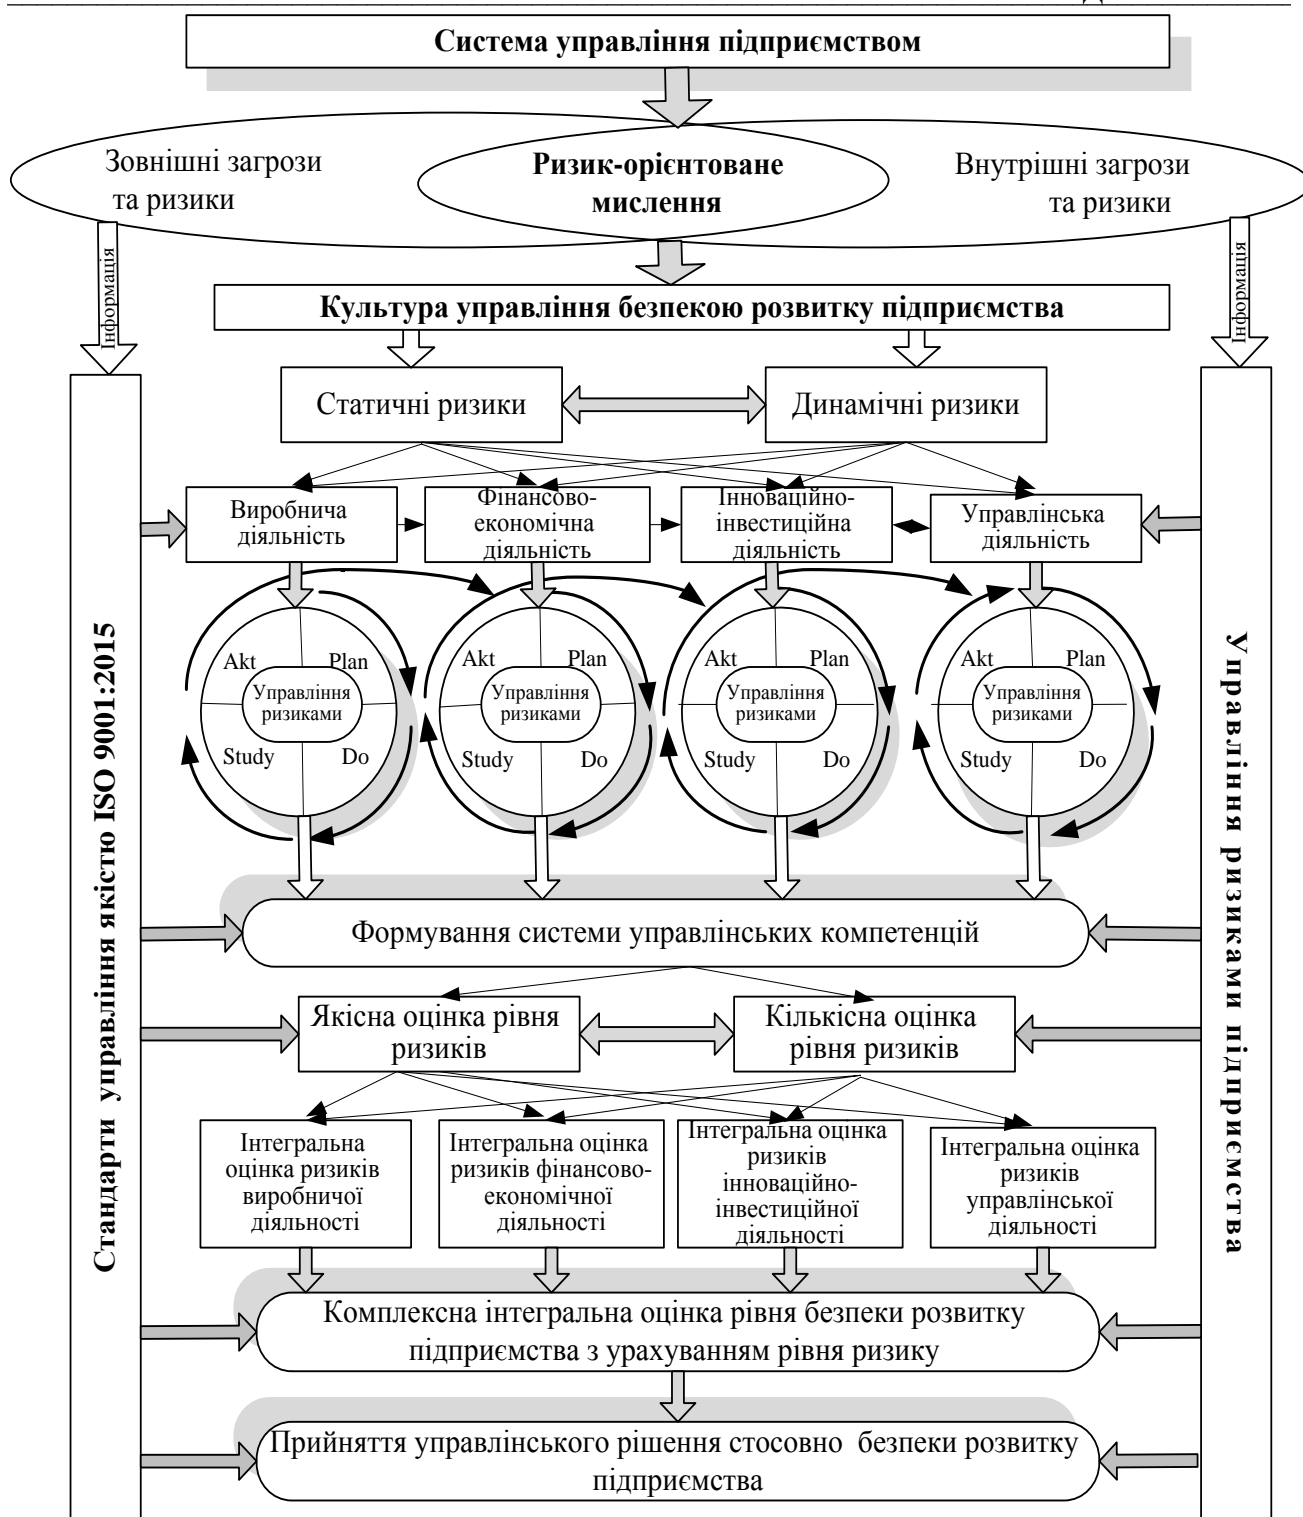 Система управління підприємством
Зовнішні загрози
та ризики
Ризик-орієнтоване
мислення
Внутрішні загрози
та ризики
Інформація
Інформація
Культура управління безпекою розвитку підприємства
Статичні ризики
Динамічні ризики
Виробнича
діяльність
Фінансово-
економічна
діяльність
Інноваційно-
інвестиційна
діяльність
Управлінська
діяльність
Akt
Plan
Управління
ризиками
Study
Do
Akt
Plan
Управління
ризиками
Study
Do
Akt
Plan
Управління
ризиками
Study
Do
Akt
Plan
Управління
ризиками
Study
Do
Стандарти управління якістю ISO 9001:2015
Управління ризиками підприємства
Формування системи управлінських компетенцій
Якісна оцінка рівня
ризиків
Кількісна оцінка
рівня ризиків
Інтегральна
оцінка ризиків
виробничої
діяльності
Інтегральна оцінка
ризиків фінансово-
економічної
діяльності
Інтегральна оцінка
ризиків
інноваційно-
інвестиційної
діяльності
Інтегральна оцінка
ризиків
управлінської
діяльності
Комплексна інтегральна оцінка рівня безпеки розвитку
підприємства з урахуванням рівня ризику
Прийняття управлінського рішення стосовно безпеки розвитку
підприємства